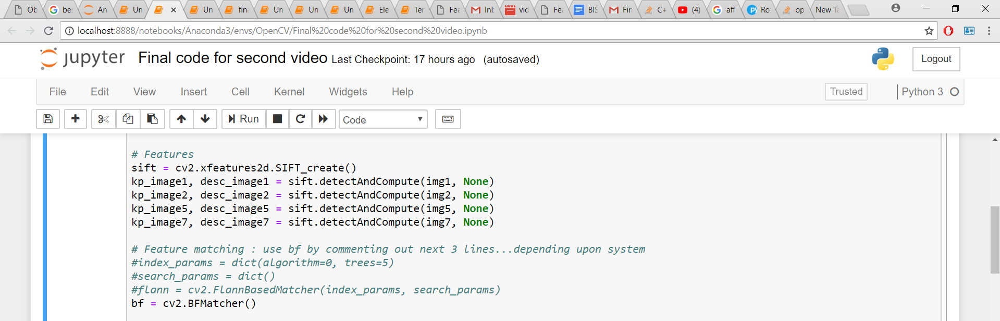 Ob
be
An
Un
Un
fin
Un
Un
Un
Ele
Ter
Fea
Inb
vid
Fea
BIS
Fin
C+
(4)
aff
Ro
op
New Ta
localhost:8888/notebooks/Anaconda3/envs/OpenCV/Final%20code%20for%20second%20video.ipynb
jupyter Final code for second video Last Checkpoint: 17 hours ago (autosaved) Logout
File Edit View Insert Cell Kernel Widgets Help Trusted Python 3
Run Code
# Features
sift = cv2.xfeatures2d.SIFT_create()
kp_image1, desc_image1 = sift.detectAndCompute(img1, None)
kp_image2, desc_image2 = sift.detectAndCompute(img2, None)
kp_image5, desc_image5 = sift.detectAndCompute(img5, None)
kp_image7, desc_image7 = sift.detectAndCompute(img7, None)
# Feature matching : use bf by commenting out next 3 lines...depending upon system
#index_params = dict(algorithm=0, trees=5)
#search_params = dict()
#flann = cv2.FlannBasedMatcher(index_params, search_params)
bf = cv2.BFMatcher()